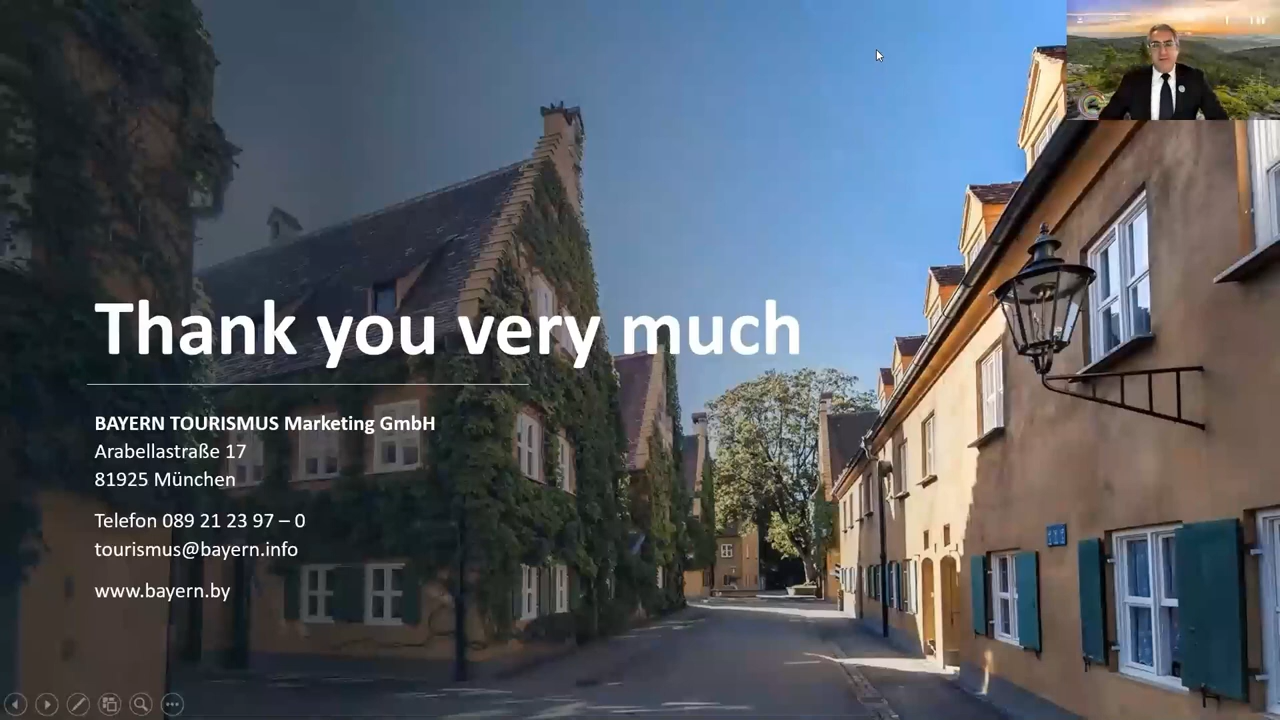 Thank you very much
BAYERN TOURISMUS Marketing GmbH
Arabellastraße 17
81925 München
Telefon 089 21 23 97 – 0
tourismus@bayern.info
www.bayern.by